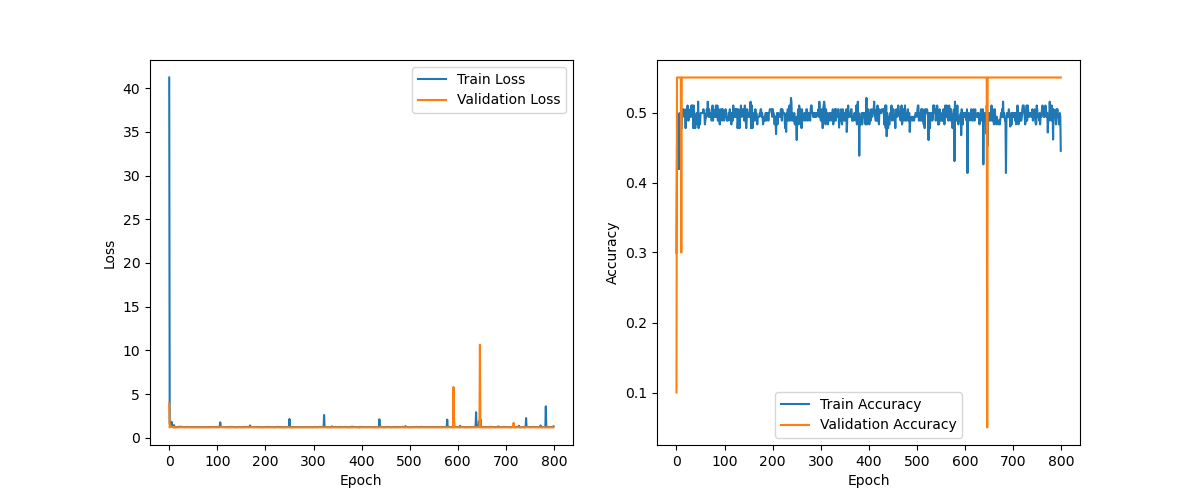 40
35
30
25
20
15
10
5
0
Loss
Train Loss
Validation Loss
0 100 200 300 400 500 600 700 800
Epoch
0.5
0.4
0.3
0.2
0.1
Accuracy
Train Accuracy
Validation Accuracy
0 100 200 300 400 500 600 700 800
Epoch